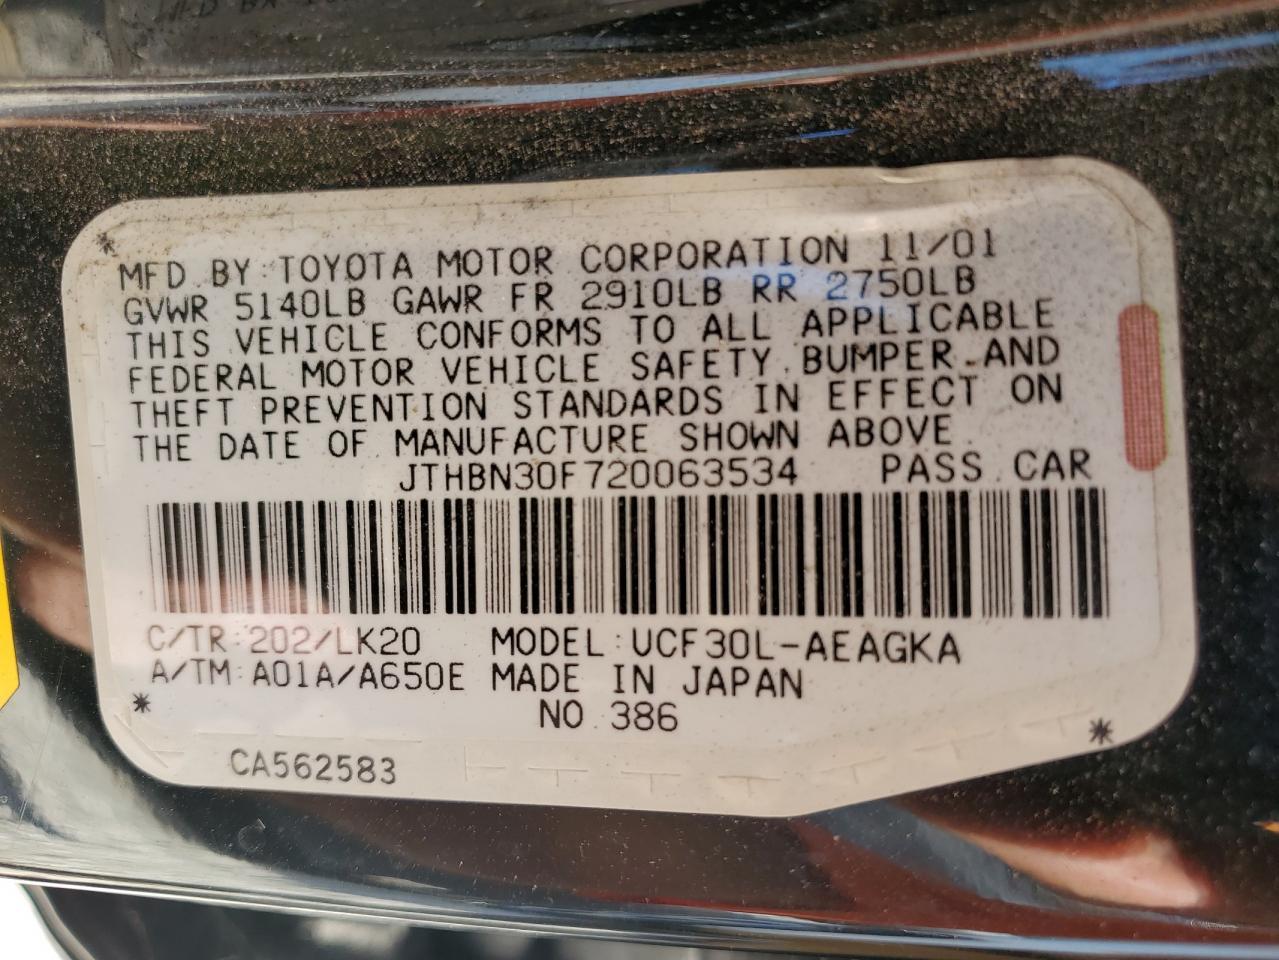 MFD. BY: TOYOTA MOTOR CORPORATION 11/01
GVWR 5140LB GAWR FR 2910LB RR 2750LB
THIS VEHICLE CONFORMS TO ALL APPLICABLE
FEDERAL MOTOR VEHICLE SAFETY, BUMPER, AND
THEFT PREVENTION STANDARDS IN EFFECT ON
THE DATE OF MANUFACTURE SHOWN ABOVE.
JTHBN30F720063534 PASS. CAR
C/TR: 202/LK20 MODEL: UCF30L-AEAGKA
A/TM: A01A/A650E MADE IN JAPAN
NO. 386
CA562583